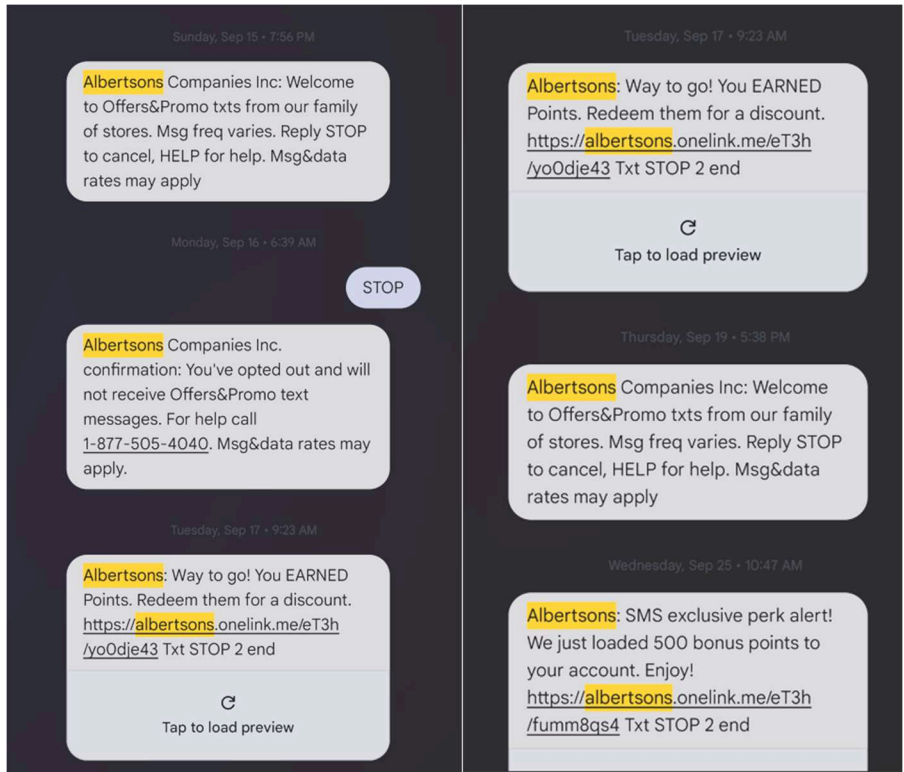 Sunday, Sep 15 • 7:56 PM
Albertsons Companies Inc: Welcome
to Offers&Promo txts from our family
of stores. Msg freq varies. Reply STOP
to cancel, HELP for help. Msg&data
rates may apply
Monday, Sep 16 • 6:39 AM
STOP
Albertsons Companies Inc.
confirmation: You've opted out and will
not receive Offers&Promo text
messages. For help call
1-877-505-4040. Msg&data rates may
apply.
Tuesday, Sep 17 • 9:23 AM
Albertsons: Way to go! You EARNED
Points. Redeem them for a discount.
https://albertsons.onelink.me/eT3h
/yo0dje43 Txt STOP 2 end
Tap to load preview
Tuesday, Sep 17 • 9:23 AM
Albertsons: Way to go! You EARNED
Points. Redeem them for a discount.
https://albertsons.onelink.me/eT3h
/yo0dje43 Txt STOP 2 end
Tap to load preview
Thursday, Sep 19 • 5:38 PM
Albertsons Companies Inc: Welcome
to Offers&Promo txts from our family
of stores. Msg freq varies. Reply STOP
to cancel, HELP for help. Msg&data
rates may apply
Wednesday, Sep 25 • 10:47 AM
Albertsons: SMS exclusive perk alert!
We just loaded 500 bonus points to
your account. Enjoy!
https://albertsons.onelink.me/eT3h
/fumm8qs4 Txt STOP 2 end